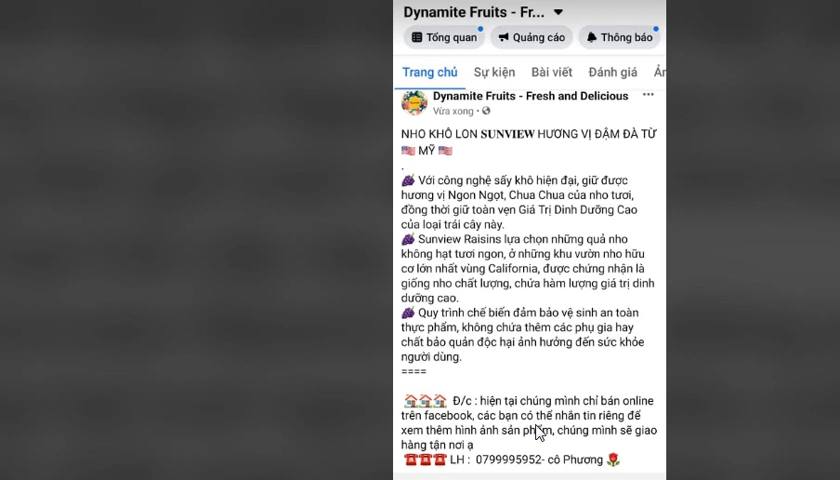 Dynamite Fruits - Fr...
Tổng quan Quảng cáo Thông báo
Trang chủ Sự kiện Bài viết Đánh giá Ản
Dynamite Fruits - Fresh and Delicious
Vừa xong
NHO KHÔ LON SUNVIEW HƯƠNG VỊ ĐẬM ĐÀ TỪ
🇺🇸 MỸ 🇺🇸
.
🍇 Với công nghệ sấy khô hiện đại, giữ được
hương vị Ngon Ngọt, Chua Chua của nho tươi,
đồng thời giữ toàn vẹn Giá Trị Dinh Dưỡng Cao
của loại trái cây này.
🍇 Sunview Raisins lựa chọn những quả nho
không hạt tươi ngon, ở những khu vườn nho hữu
cơ lớn nhất vùng California, được chứng nhận là
giống nho chất lượng, chứa hàm lượng giá trị dinh
dưỡng cao.
🍇 Quy trình chế biến đảm bảo vệ sinh an toàn
thực phẩm, không chứa thêm các phụ gia hay
chất bảo quản độc hại ảnh hưởng đến sức khỏe
người dùng.
====
🏠🏠🏠 Đ/c : hiện tại chúng mình chỉ bán online
trên facebook, các bạn có thể nhắn tin riêng để
xem thêm hình ảnh sản phẩm, chúng mình sẽ giao
hàng tận nơi ạ
☎️☎️☎️ LH : 0799995952- cô Phương 🌹